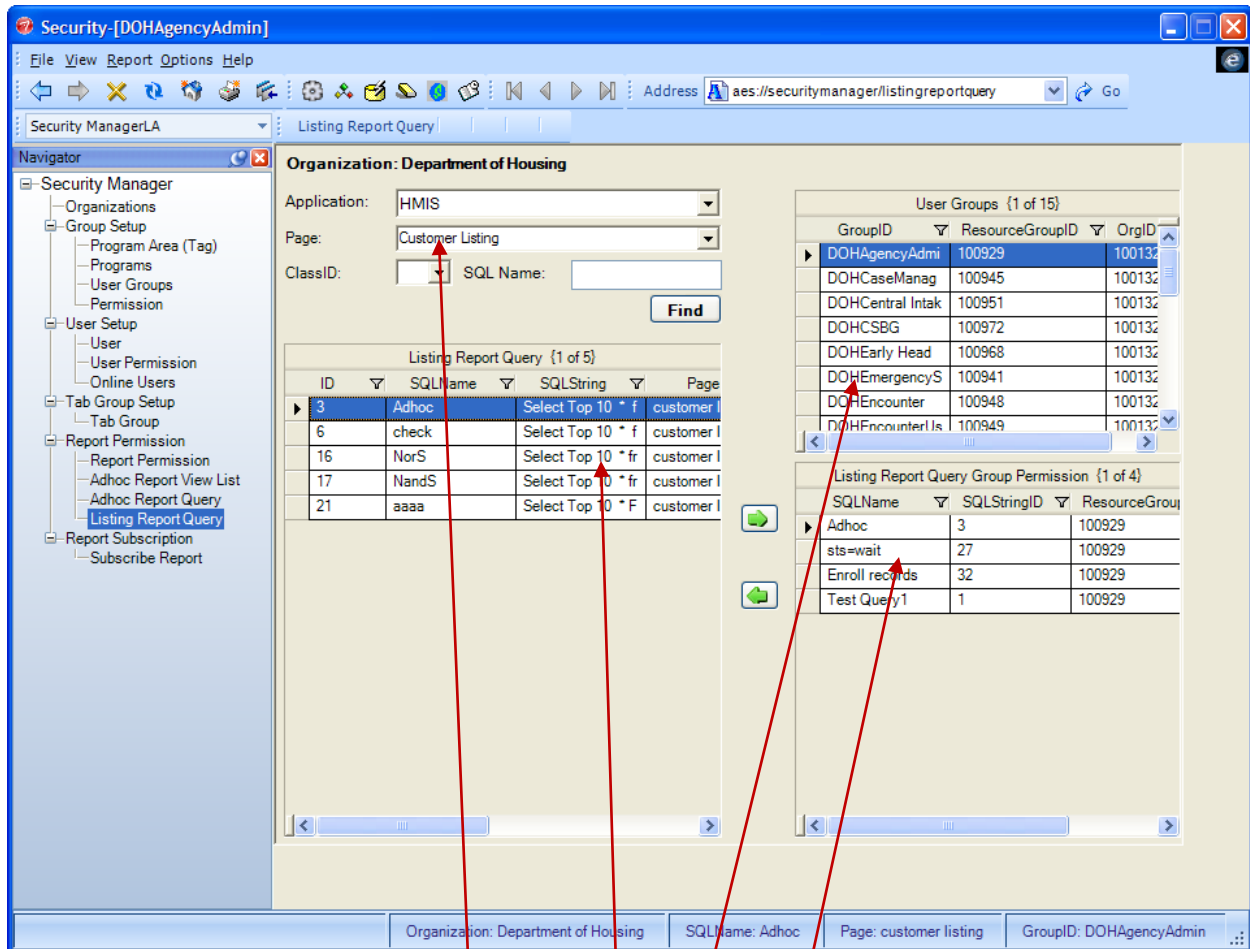 Security-[DOHAgencyAdmin]
File View Report Options Help
Address aes://securitymanager/listingreportquery Go
Security ManagerLA Listing Report Query
Navigator
Security Manager
Organizations
Group Setup
Program Area (Tag)
Programs
User Groups
Permission
User Setup
User
User Permission
Online Users
Tab Group Setup
Tab Group
Report Permission
Report Permission
Adhoc Report View List
Adhoc Report Query
Listing Report Query
Report Subscription
Subscribe Report
Organization: Department of Housing
Application: HMIS
Page: Customer Listing
ClassID: SQL Name:
Find
Listing Report Query {1 of 5}
ID SQLName SQLString Page
3 Adhoc Select Top 10 * f customer l
6 check Select Top 10 * f customer l
16 NorS Select Top 10 * fr customer l
17 NandS Select Top 10 * fr customer l
21 aaaa Select Top 10 * F customer l
User Groups {1 of 15}
GroupID ResourceGroupID OrgID
DOHAgencyAdmi 100929 100132
DOHCaseManag 100945 100132
DOHCentral Intak 100951 100132
DOHCSBG 100972 100132
DOHEarly Head 100968 100132
DOHEmergencyS 100941 100132
DOHEncounter 100948 100132
DOHEncounterUs 100949 100132
Listing Report Query Group Permission {1 of 4}
SQLName SQLStringID ResourceGroup
Adhoc 3 100929
sts=wait 27 100929
Enroll records 32 100929
Test Query1 1 100929
Organization: Department of Housing SQLName: Adhoc Page: customer listing GroupID: DOHAgencyAdmin